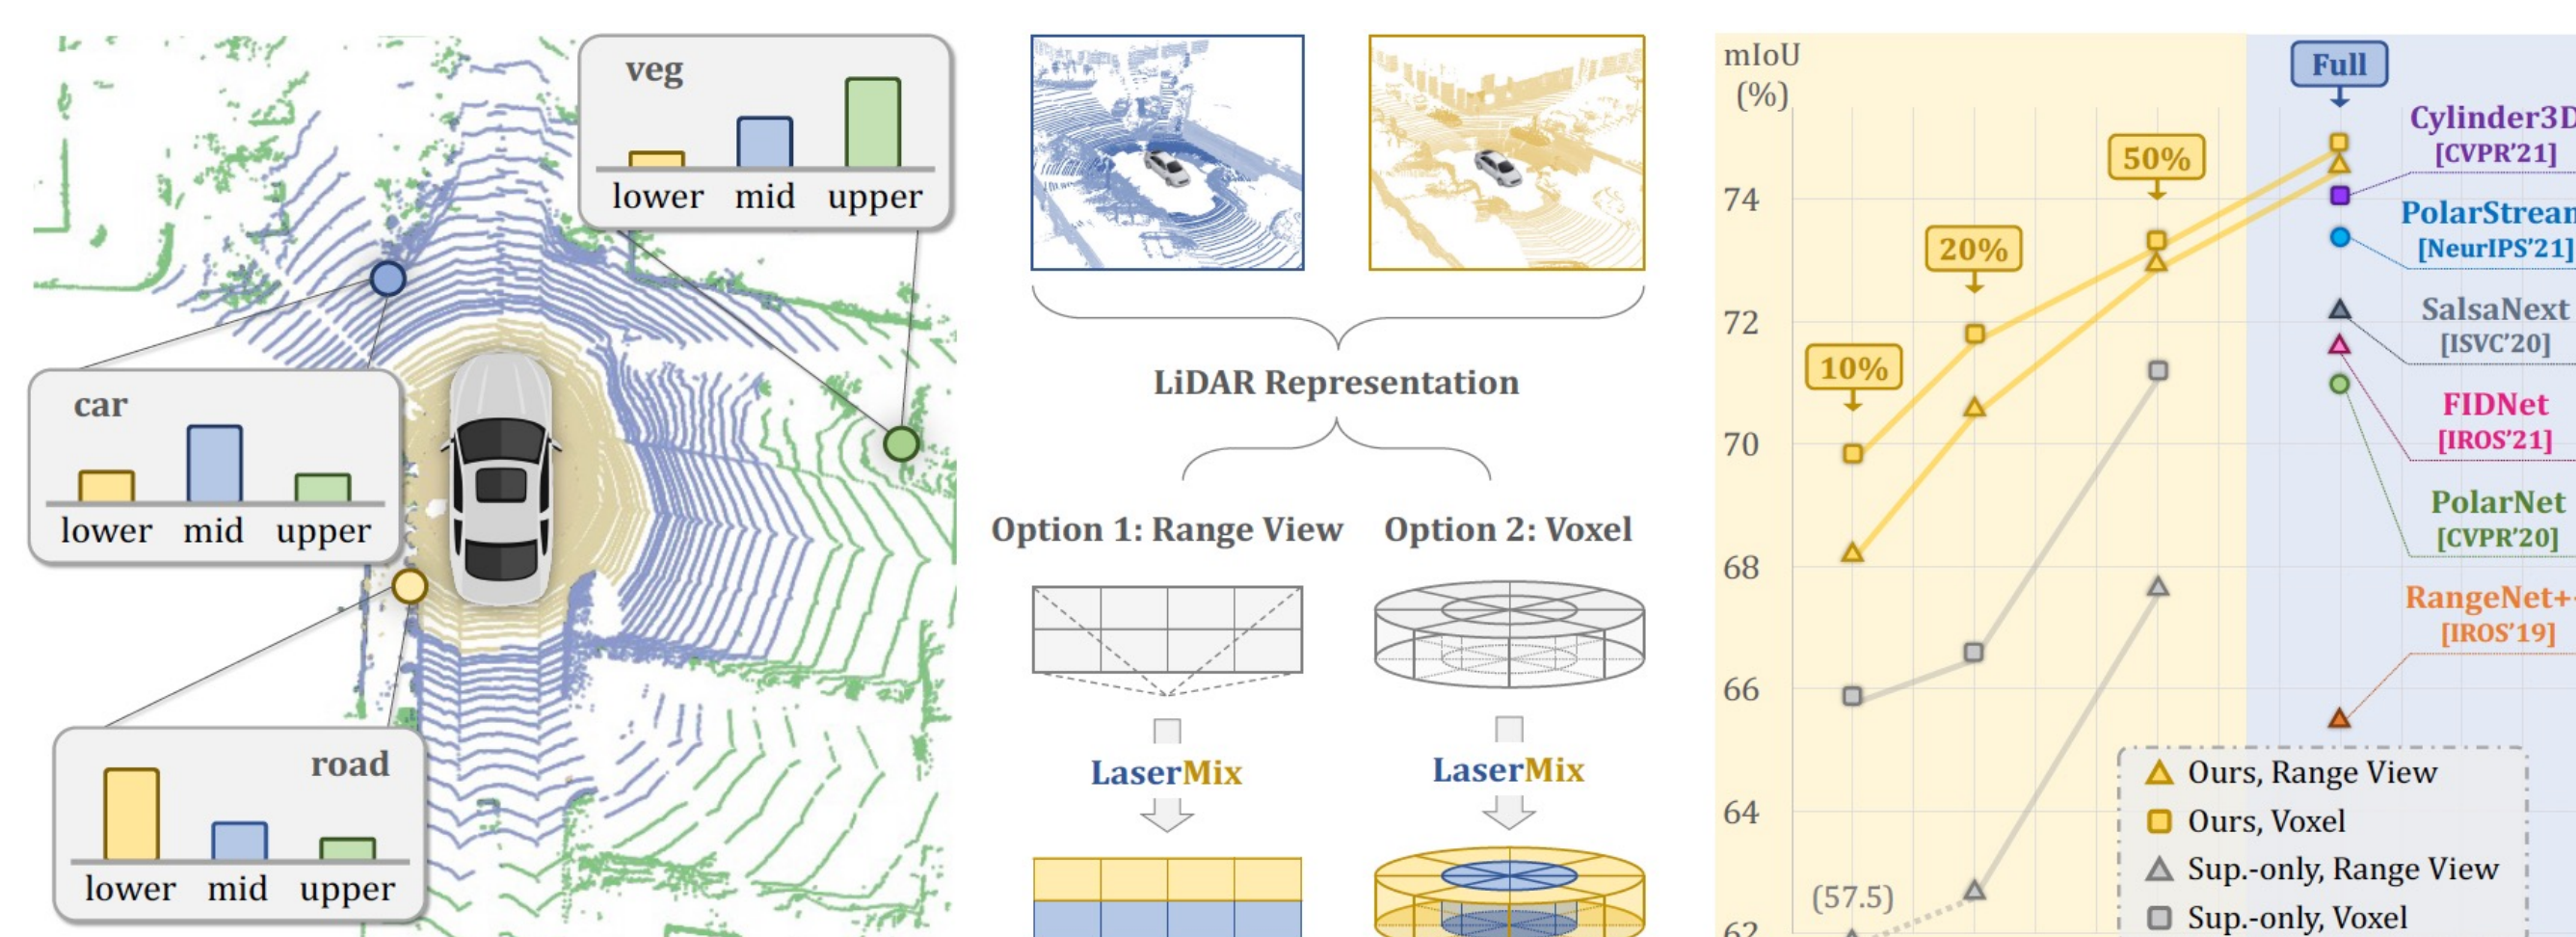 veg
lower mid upper
car
lower mid upper
road
lower mid upper
LiDAR Representation
Option 1: Range View
Option 2: Voxel
LaserMix
LaserMix
mIoU
(%)
74
72
70
68
66
64
62
10%
20%
50%
Full
(57.5)
Cylinder3D
[CVPR'21]
PolarStream
[NeurIPS'21]
SalsaNext
[ISVC'20]
FIDNet
[IROS'21]
PolarNet
[CVPR'20]
RangeNet+
[IROS'19]
Ours, Range View
Ours, Voxel
Sup.-only, Range View
Sup.-only, Voxel